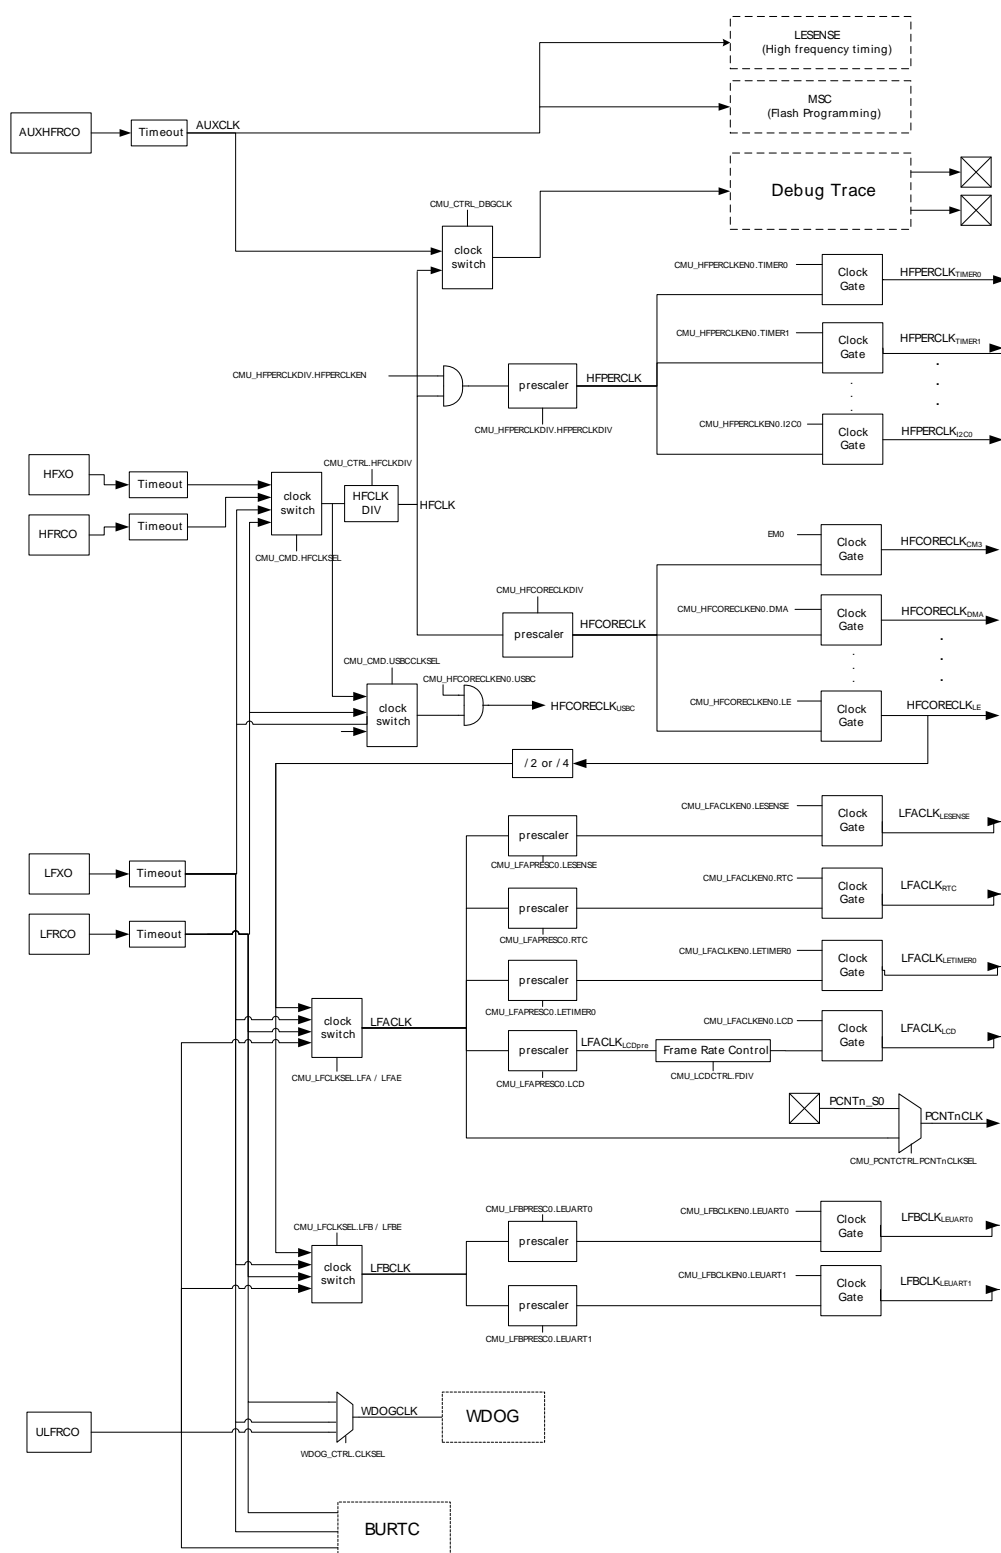 LESENSE
(High frequency timing)
MSC
(Flash Programming)
AUXHFRCO
Timeout
AUXCLK
Debug Trace
CMU_CTRL_DBGCLK
clock
switch
CMU_HFPERCLKEN0.TIMER0
Clock
Gate
HFPERCLKTIMER0
CMU_HFPERCLKEN0.TIMER1
Clock
Gate
HFPERCLKTIMER1
CMU_HFPERCLKDIV.HFPERCLKEN
prescaler
HFPERCLK
CMU_HFPERCLKDIV.HFPERCLKDIV
CMU_HFPERCLKEN0.I2C0
Clock
Gate
HFPERCLKI2C0
HFXO
Timeout
HFRCO
Timeout
clock
switch
CMU_CMD.HFCLKSEL
CMU_CTRL.HFCLKDIV
HFCLK
DIV
HFCLK
EM0
Clock
Gate
HFCORECLKCM3
CMU_HFCORECLKDIV
prescaler
HFCORECLK
CMU_HFCORECLKEN0.DMA
Clock
Gate
HFCORECLKDMA
CMU_CMD.USBCCLKSEL
clock
switch
CMU_HFCORECLKEN0.USBC
HFCORECLKUSBC
CMU_HFCORECLKEN0.LE
Clock
Gate
HFCORECLKLE
/ 2 or / 4
CMU_LFACLKEN0.LESENSE
Clock
Gate
LFACLKLESENSE
prescaler
CMU_LFAPRESC0.LESENSE
LFXO
Timeout
CMU_LFACLKEN0.RTC
Clock
Gate
LFACLKRTC
prescaler
CMU_LFAPRESC0.RTC
LFRCO
Timeout
CMU_LFACLKEN0.LETIMER0
Clock
Gate
LFACLKLETIMER0
prescaler
CMU_LFAPRESC0.LETIMER0
clock
switch
LFACLK
CMU_LFCLKSEL.LFA / LFAE
CMU_LFACLKEN0.LCD
Clock
Gate
LFACLKLCD
prescaler
LFACLKLCDpre
Frame Rate Control
CMU_LFAPRESC0.LCD
CMU_LCDCTRL.FDIV
PCNTn_S0
PCNTnCLK
CMU_PCNTCTRL.PCNTnCLKSEL
CMU_LFCLKSEL.LFB / LFBE
clock
switch
LFBCLK
CMU_LFBPRESC0.LEUART0
prescaler
CMU_LFBCLKEN0.LEUART0
Clock
Gate
LFBCLKLEUART0
prescaler
CMU_LFBPRESC0.LEUART1
CMU_LFBCLKEN0.LEUART1
Clock
Gate
LFBCLKLEUART1
ULFRCO
WDOGCLK
WDOG
WDOG_CTRL.CLKSEL
BURTC